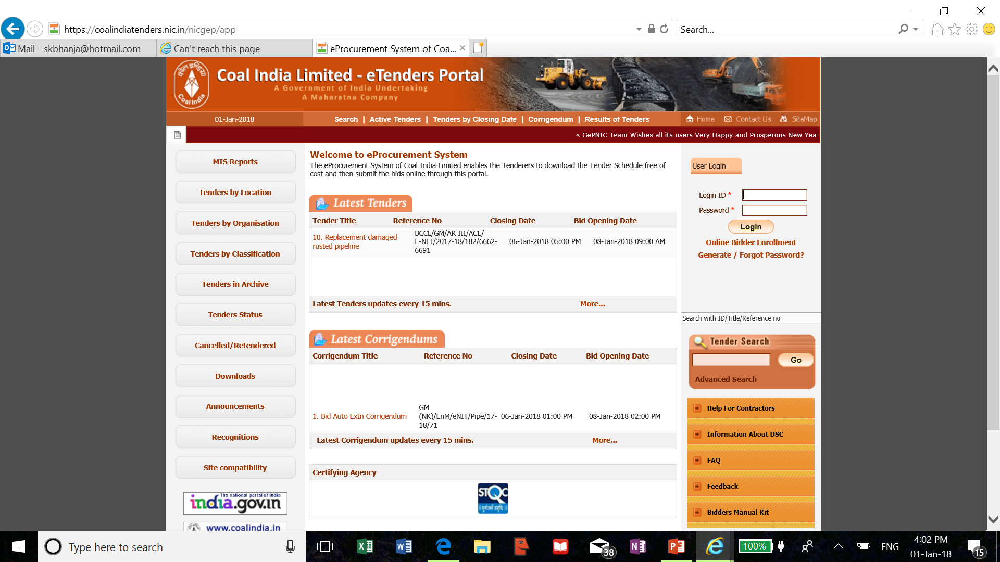 https://coalindiatenders.nic.in/nicgep/app
Search...
Mail - skbhanja@hotmail.com
Can't reach this page
eProcurement System of Coa...
कोल इण्डिया
Coal India
Coal India Limited - eTenders Portal
A Government of India Undertaking
A Maharatna Company
01-Jan-2018
Search | Active Tenders | Tenders by Closing Date | Corrigendum | Results of Tenders
Home
Contact Us
SiteMap
« GePNIC Team Wishes all its users Very Happy and Prosperous New Year
MIS Reports
Tenders by Location
Tenders by Organisation
Tenders by Classification
Tenders in Archive
Tenders Status
Cancelled/Retendered
Downloads
Announcements
Recognitions
Site compatibility
The national portal of India
india.gov.in
www.coalindia.in
Welcome to eProcurement System
The eProcurement System of Coal India Limited enables the Tenderers to download the Tender Schedule free of
cost and then submit the bids online through this portal.
Latest Tenders
Tender Title Reference No Closing Date Bid Opening Date
10. Replacement damaged
rusted pipeline
BCCL/GM/AR III/ACE/
E-NIT/2017-18/182/6662-
6691
06-Jan-2018 05:00 PM
08-Jan-2018 09:00 AM
Latest Tenders updates every 15 mins.
More...
Latest Corrigendums
Corrigendum Title Reference No Closing Date Bid Opening Date
1. Bid Auto Extn Corrigendum
GM
(NK)/EnM/eNIT/Pipe/17-
18/71
06-Jan-2018 01:00 PM
08-Jan-2018 02:00 PM
Latest Corrigendum updates every 15 mins.
More...
Certifying Agency
STQC
User Login
Login ID *
Password *
Login
Online Bidder Enrollment
Generate / Forgot Password?
Search with ID/Title/Reference no
Tender Search
Go
Advanced Search
Help For Contractors
Information About DSC
FAQ
Feedback
Bidders Manual Kit
Type here to search
38
100%
ENG
4:02 PM
01-Jan-18
15